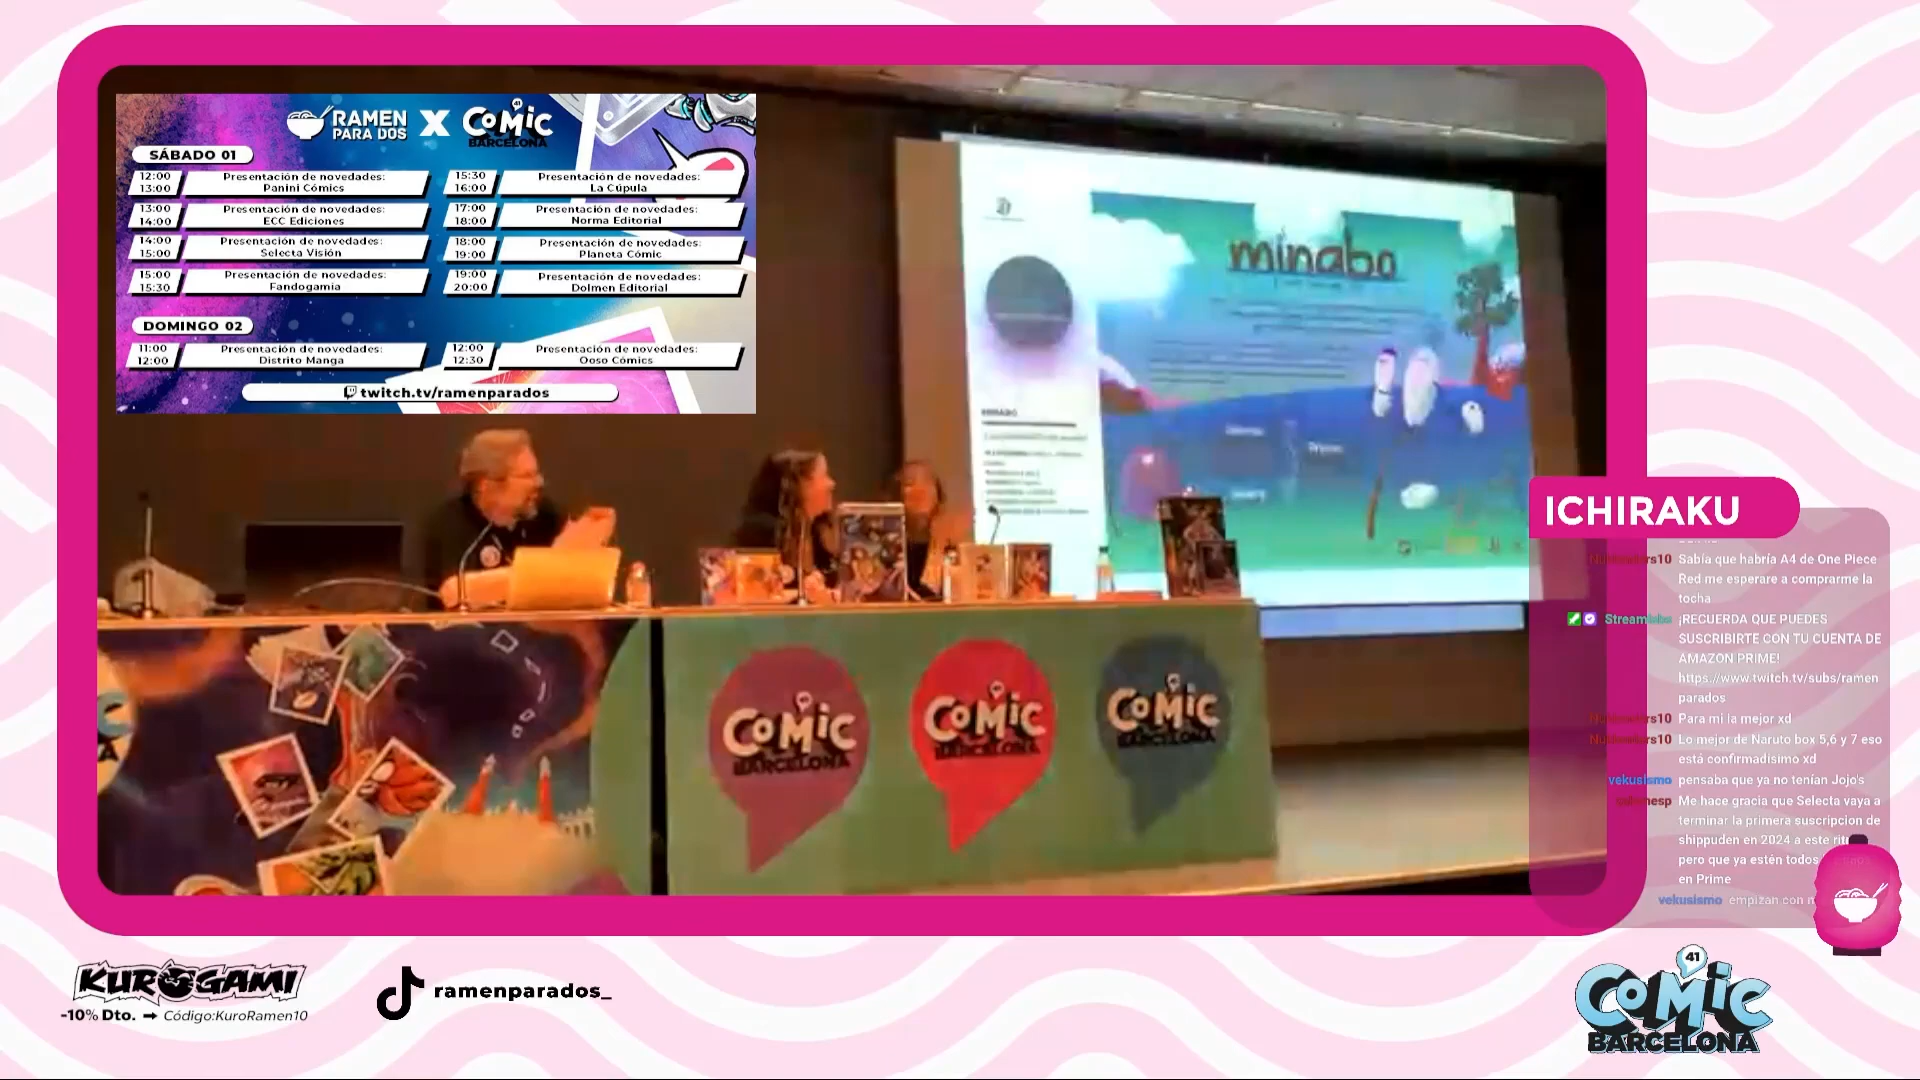 RAMEN
PARA DOS
X
41
CoMiC
BARCELONA
SÁBADO 01
12:00
13:00
Presentación de novedades:
Panini Cómics
15:30
16:00
Presentación de novedades:
La Cúpula
13:00
14:00
Presentación de novedades:
ECC Ediciones
17:00
18:00
Presentación de novedades:
Norma Editorial
14:00
15:00
Presentación de novedades:
Selecta Visión
18:00
19:00
Presentación de novedades:
Planeta Cómic
15:00
15:30
Presentación de novedades:
Fandogamia
19:00
20:00
Presentación de novedades:
Dolmen Editorial
DOMINGO 02
11:00
12:00
Presentación de novedades:
Distrito Manga
12:00
12:30
Presentación de novedades:
Ooso Cómics
twitch.tv/ramenparados
minabo
MINABO
CoMiC
BARCELONA
CoMiC
BARCELONA
CoMiC
BARCELONA
ICHIRAKU
Sabía que habría A4 de One Piece
Red me esperare a comprarme la
tocha
Streamlabs ¡RECUERDA QUE PUEDES
SUSCRIBIRTE CON TU CUENTA DE
AMAZON PRIME!
https://www.twitch.tv/subs/ramen
parados
Para mi la mejor xd
Lo mejor de Naruto box 5,6 y 7 eso
está confirmadísimo xd
vekusismo pensaba que ya no tenían Jojo's
Me hace gracia que Selecta vaya a
terminar la primera suscripcion de
shippuden en 2024 a este
pero que ya estén todos
en Prime
vekusismo empizan con
KUROGAMI
-10% Dto. ➡ Código:KuroRamen10
ramenparados_
41
CoMiC
BARCELONA